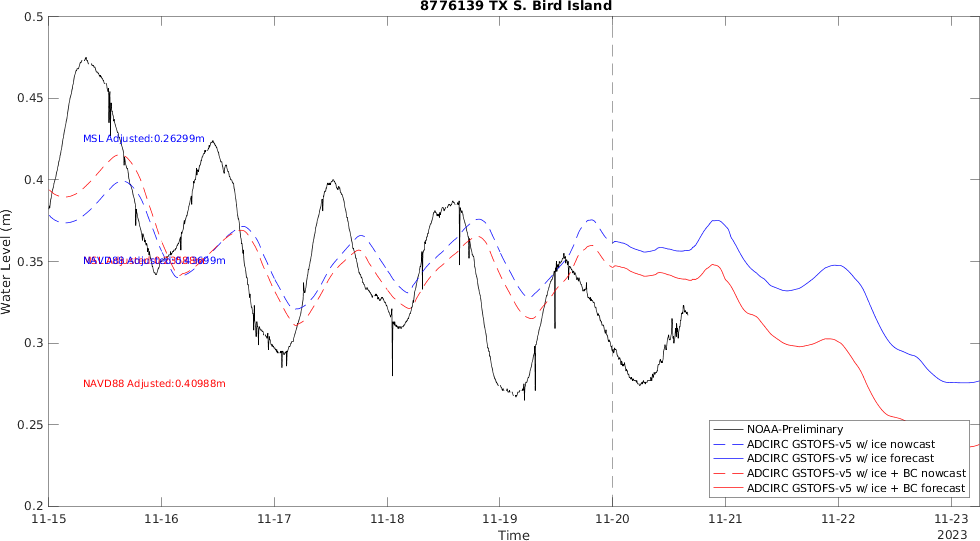 8776139 TX S. Bird Island
0.5
0.45
0.4
0.35
0.3
0.25
0.2
Water Level (m)
MSL Adjusted:0.26299m
NAVD88 Adjusted:0.40988m
NOAA-Preliminary
ADCIRC GSTOFS-v5 w/ ice nowcast
ADCIRC GSTOFS-v5 w/ ice forecast
ADCIRC GSTOFS-v5 w/ ice + BC nowcast
ADCIRC GSTOFS-v5 w/ ice + BC forecast
11-15 11-16 11-17 11-18 11-19 11-20 11-21 11-22 11-23
2023
Time